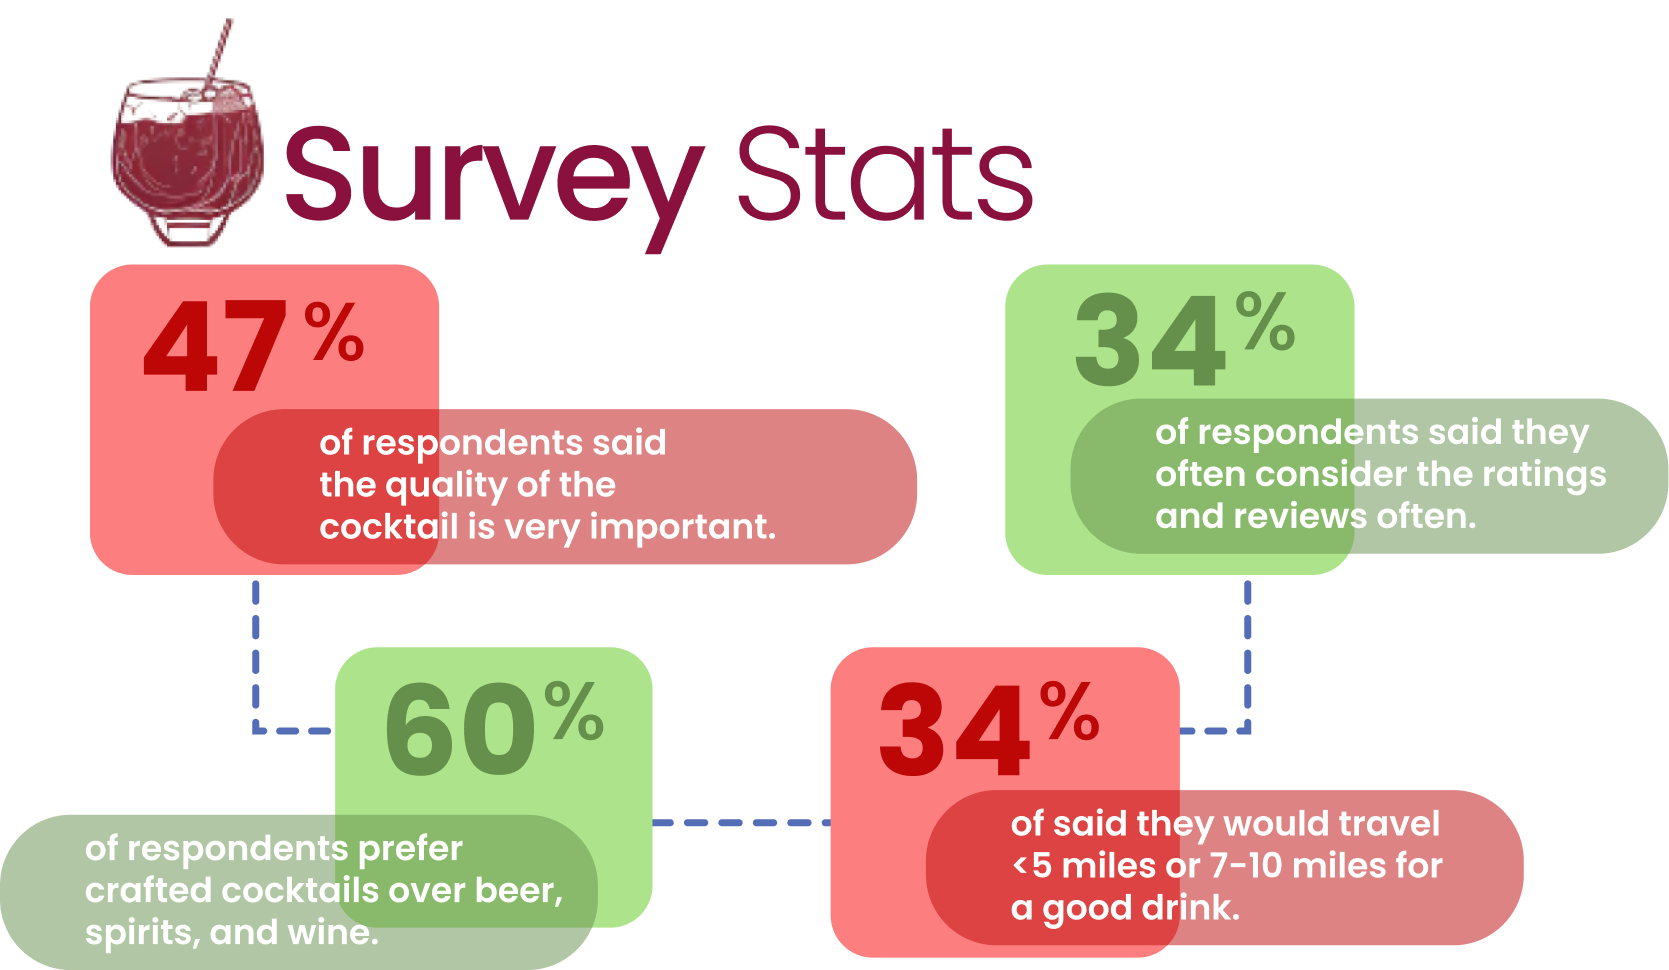 Survey Stats
47%
of respondents said
the quality of the
cocktail is very important.
34%
of respondents said they
often consider the ratings
and reviews often.
60%
of respondents prefer
crafted cocktails over beer,
spirits, and wine.
34%
of said they would travel
<5 miles or 7-10 miles for
a good drink.